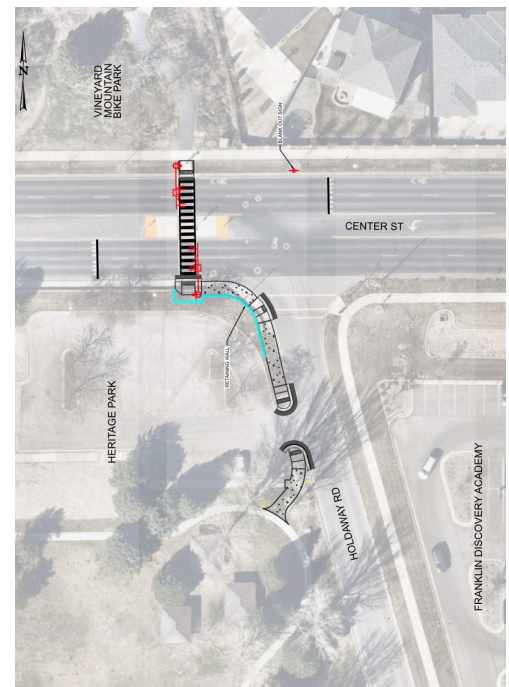 N
VINEYARD
MOUNTAIN
BIKE PARK
BLANK OUT SIGN
CENTER ST
RETAINING WALL
HERITAGE PARK
HOLDAWAY RD
FRANKLIN DISCOVERY ACADEMY